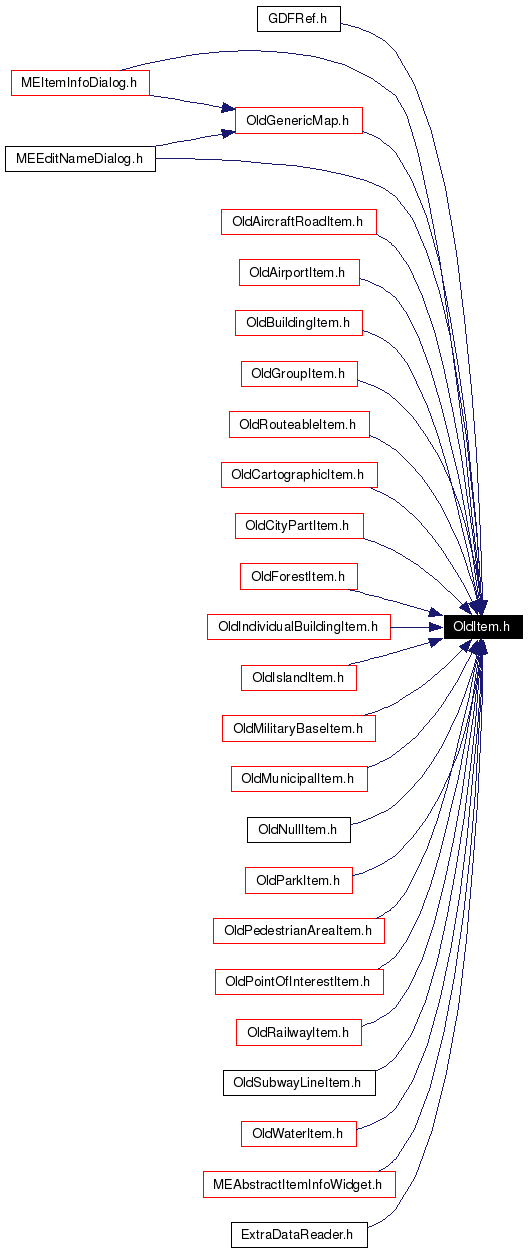 GDFRef.h
MEItemInfoDialog.h
OldGenericMap.h
MEEditNameDialog.h
OldAircraftRoadItem.h
OldAirportItem.h
OldBuildingItem.h
OldGroupItem.h
OldRouteableItem.h
OldCartographicItem.h
OldCityPartItem.h
OldForestItem.h
OldIndividualBuildingItem.h
OldItem.h
OldIslandItem.h
OldMilitaryBaseItem.h
OldMunicipalItem.h
OldNullItem.h
OldParkItem.h
OldPedestrianAreaItem.h
OldPointOfInterestItem.h
OldRailwayItem.h
OldSubwayLineItem.h
OldWaterItem.h
MEAbstractItemInfoWidget.h
ExtraDataReader.h